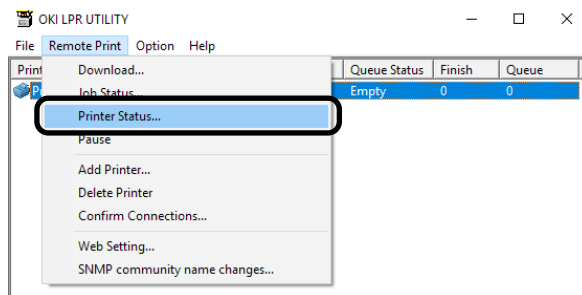 OKI LPR UTILITY
File Remote Print Option Help
Print Queue Status Finish Queue
P Empty 0 0
Download...
Job Status...
Printer Status...
Pause
Add Printer...
Delete Printer
Confirm Connections...
Web Setting...
SNMP community name changes...